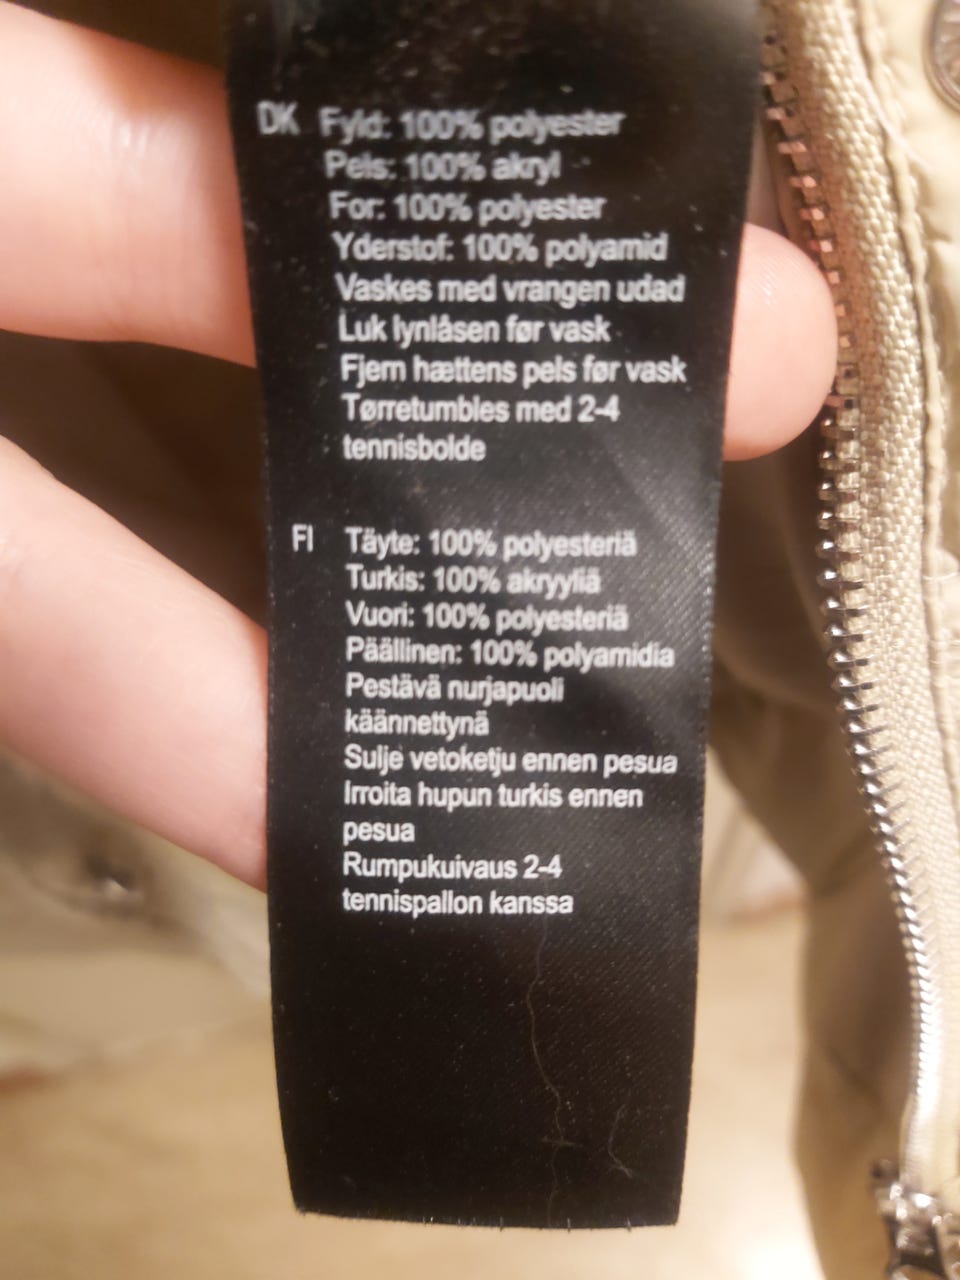 DK Fyld: 100% polyester
Pels: 100% akryl
For: 100% polyester
Yderstof: 100% polyamid
Vaskes med vrangen udad
Luk lynlåsen før vask
Fjern hættens pels før vask
Tørretumbles med 2-4
tennisbolde
FI Täyte: 100% polyesteriä
Turkis: 100% akryyliä
Vuori: 100% polyesteriä
Päällinen: 100% polyamidia
Pestävä nurjapuoli
käännettynä
Sulje vetoketju ennen pesua
Irroita hupun turkis ennen
pesua
Rumpukuivaus 2-4
tennispallon kanssa